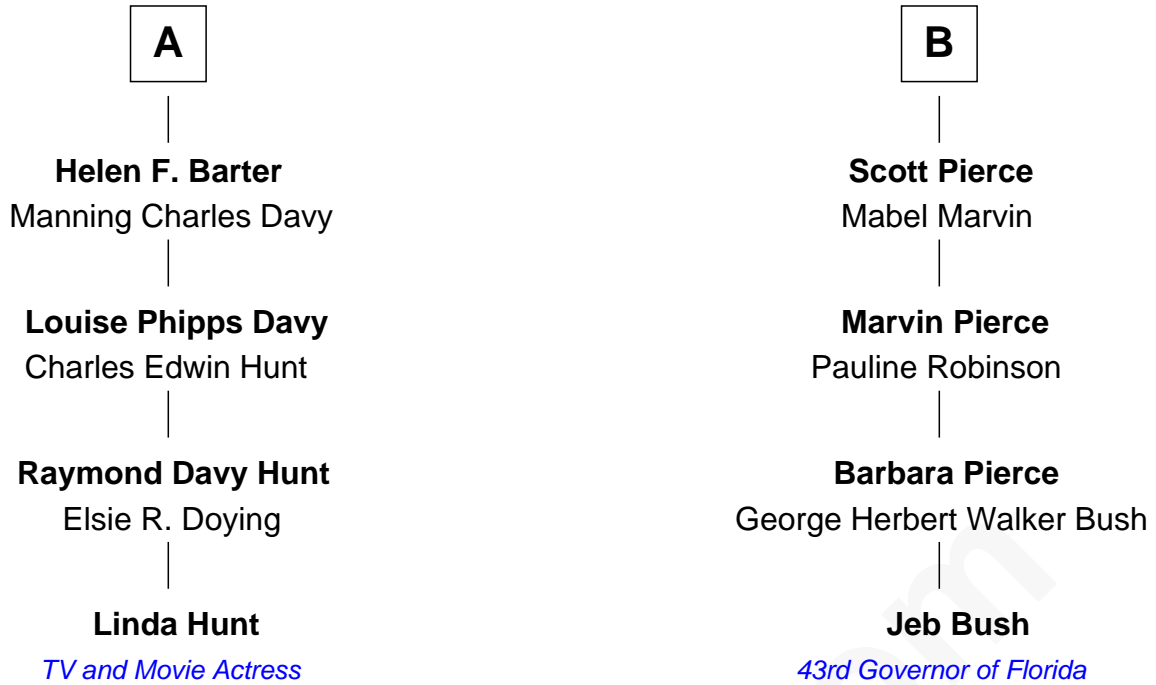 A
Helen F. Barter
Manning Charles Davy
Louise Phipps Davy
Charles Edwin Hunt
Raymond Davy Hunt
Elsie R. Doying
Linda Hunt
TV and Movie Actress
B
Scott Pierce
Mabel Marvin
Marvin Pierce
Pauline Robinson
Barbara Pierce
George Herbert Walker Bush
Jeb Bush
43rd Governor of Florida